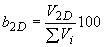 b_{2D} = \frac{V_{2D}}{\sum V_i} 100